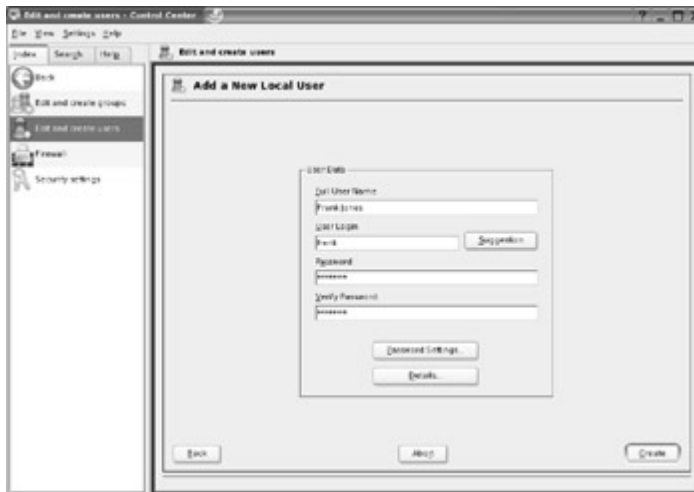 Edit and create users - Control Center
File View Settings Help
Index Search Help
Edit and create users
Back
Edit and create groups
Edit and create users
Firewall
Security settings
Add a New Local User
User Data
Full User Name
Frank Jones
User Login
frank
Suggestion
Password
*******
Verify Password
*******
Password Settings...
Details...
Back
Abort
Create